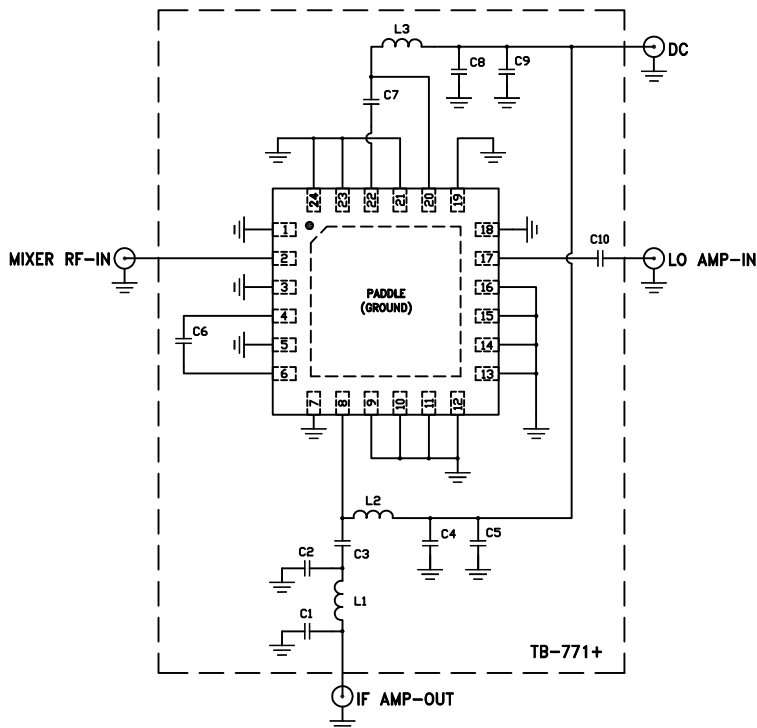 L3
DC
C8
C9
C7
24
23
22
21
20
19
1
18
C10
MIXER RF-IN
2
17
LO AMP-IN
3
16
PADDLE
(GROUND)
4
15
C6
5
14
6
13
7
8
9
10
11
12
L2
C4
C5
C3
C2
L1
C1
TB-771+
IF AMP-OUT